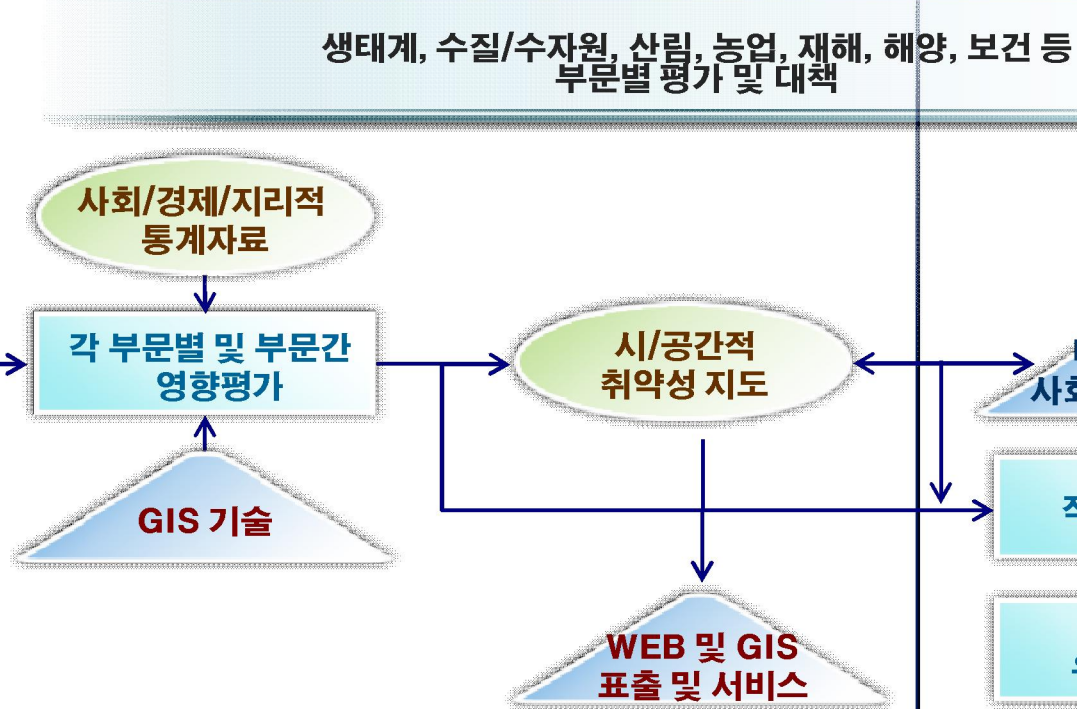 생태계, 수질/수자원, 산림, 농업, 재해, 해양, 보건 등
부문별 평가 및 대책
사회/경제/지리적
통계자료
각 부문별 및 부문간
영향평가
시/공간적
취약성 지도
GIS 기술
WEB 및 GIS
표출 및 서비스